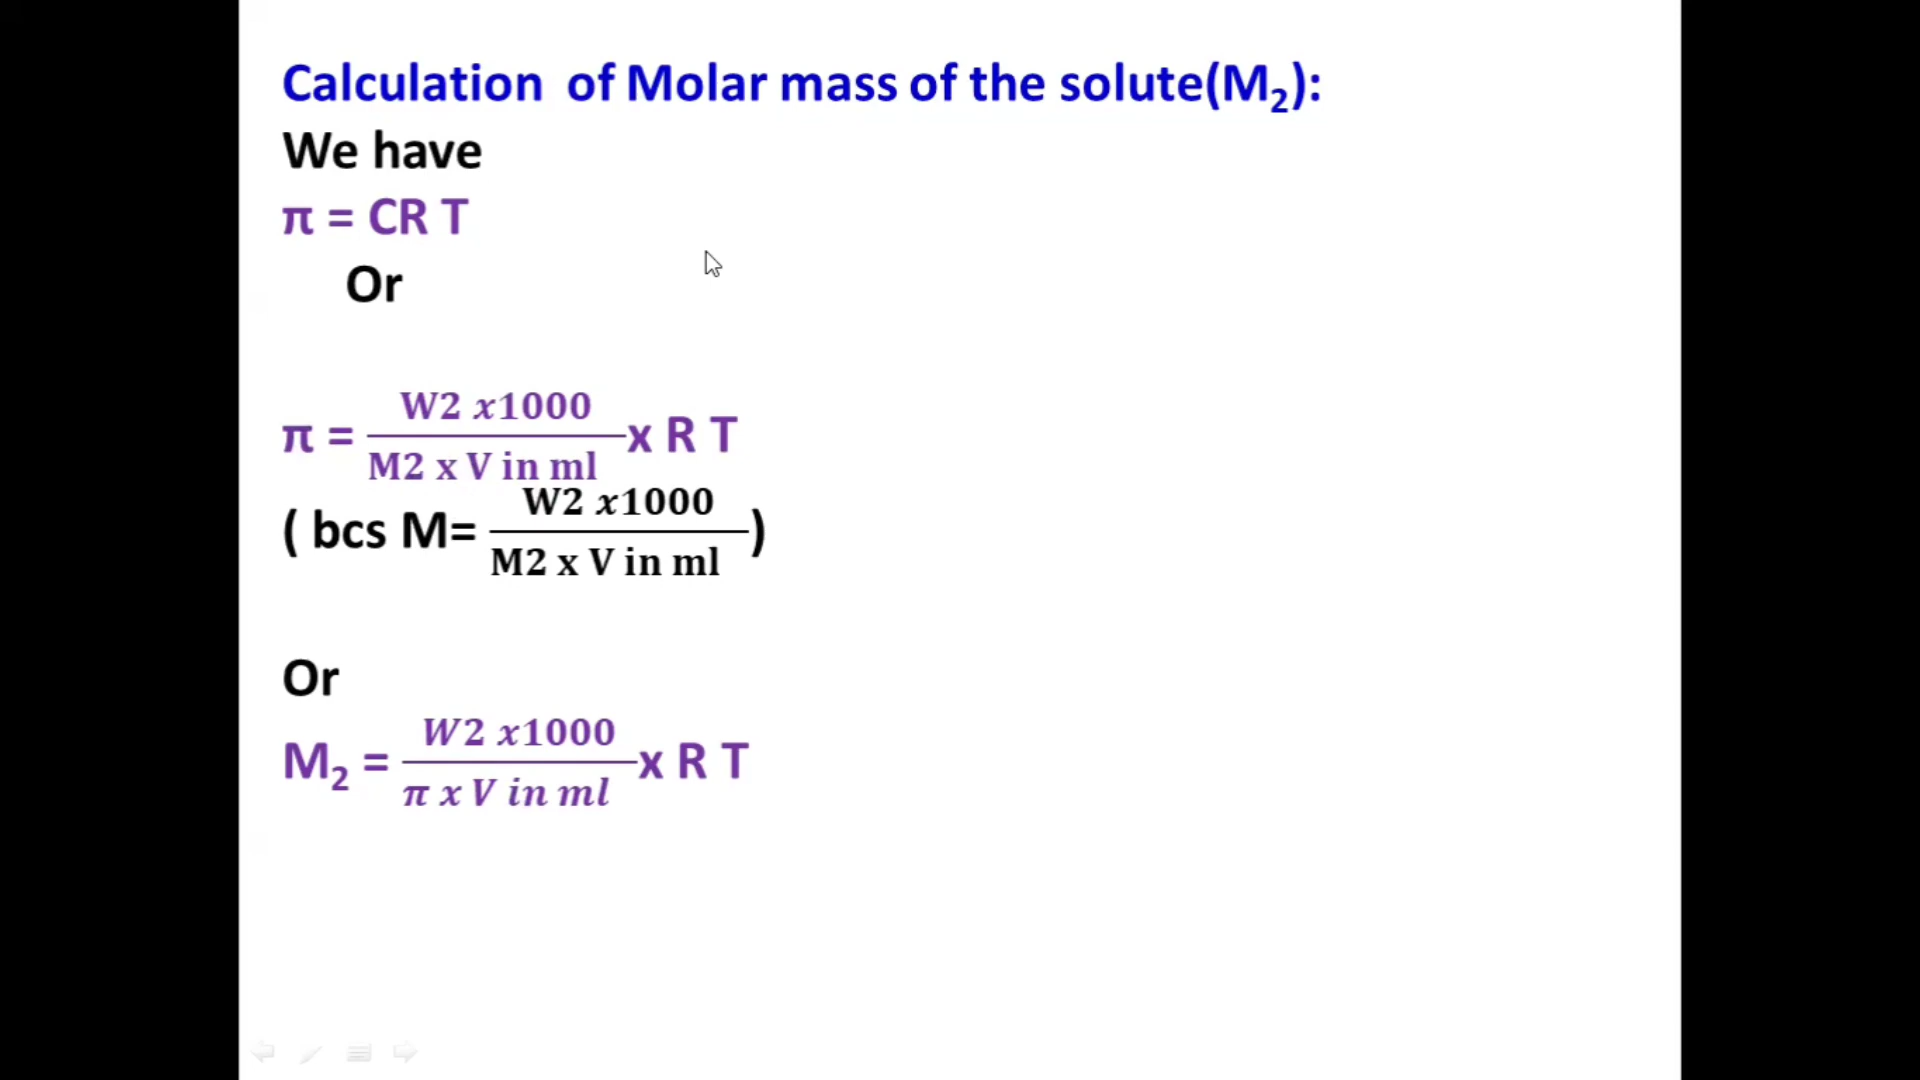 Calculation of Molar mass of the solute(M₂):
We have
π = CR T
Or
π = W2 x1000 / M2 x V in ml x R T
( bcs M= W2 x1000 / M2 x V in ml )
Or
M₂ = W2 x1000 / π x V in ml x R T